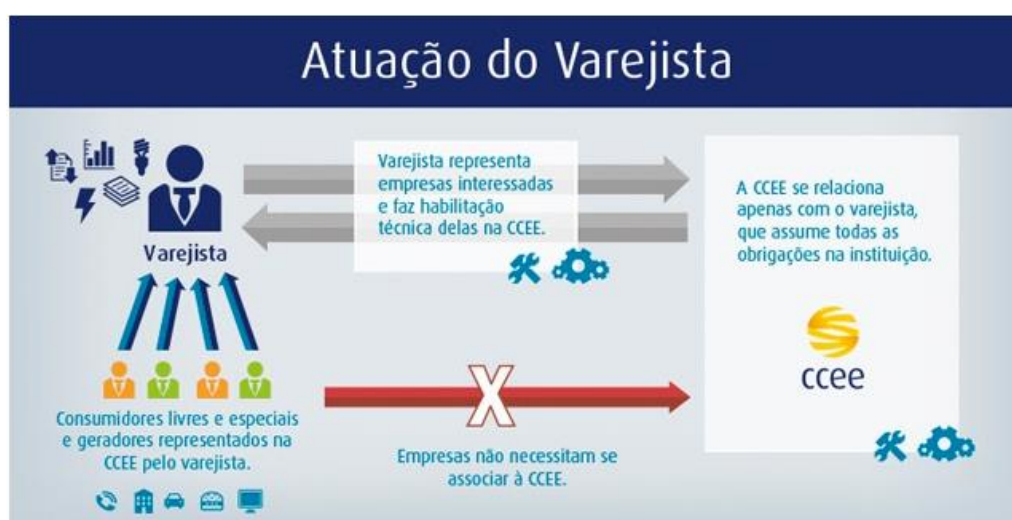 Atuação do Varejista
Varejista
Varejista representa
empresas interessadas
e faz habilitação
técnica delas na CCEE.
A CCEE se relaciona
apenas com o varejista,
que assume todas as
obrigações na instituição.
ccee
Consumidores livres e especiais
e geradores representados na
CCEE pelo varejista.
X
Empresas não necessitam se
associar à CCEE.